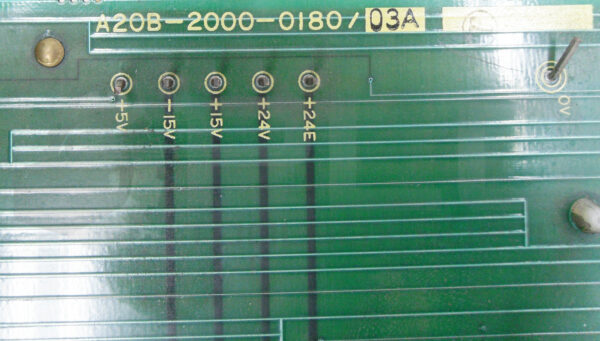 A20B-2000-0180/03A
+5V
-15V
+15V
+24V
+24E
0V